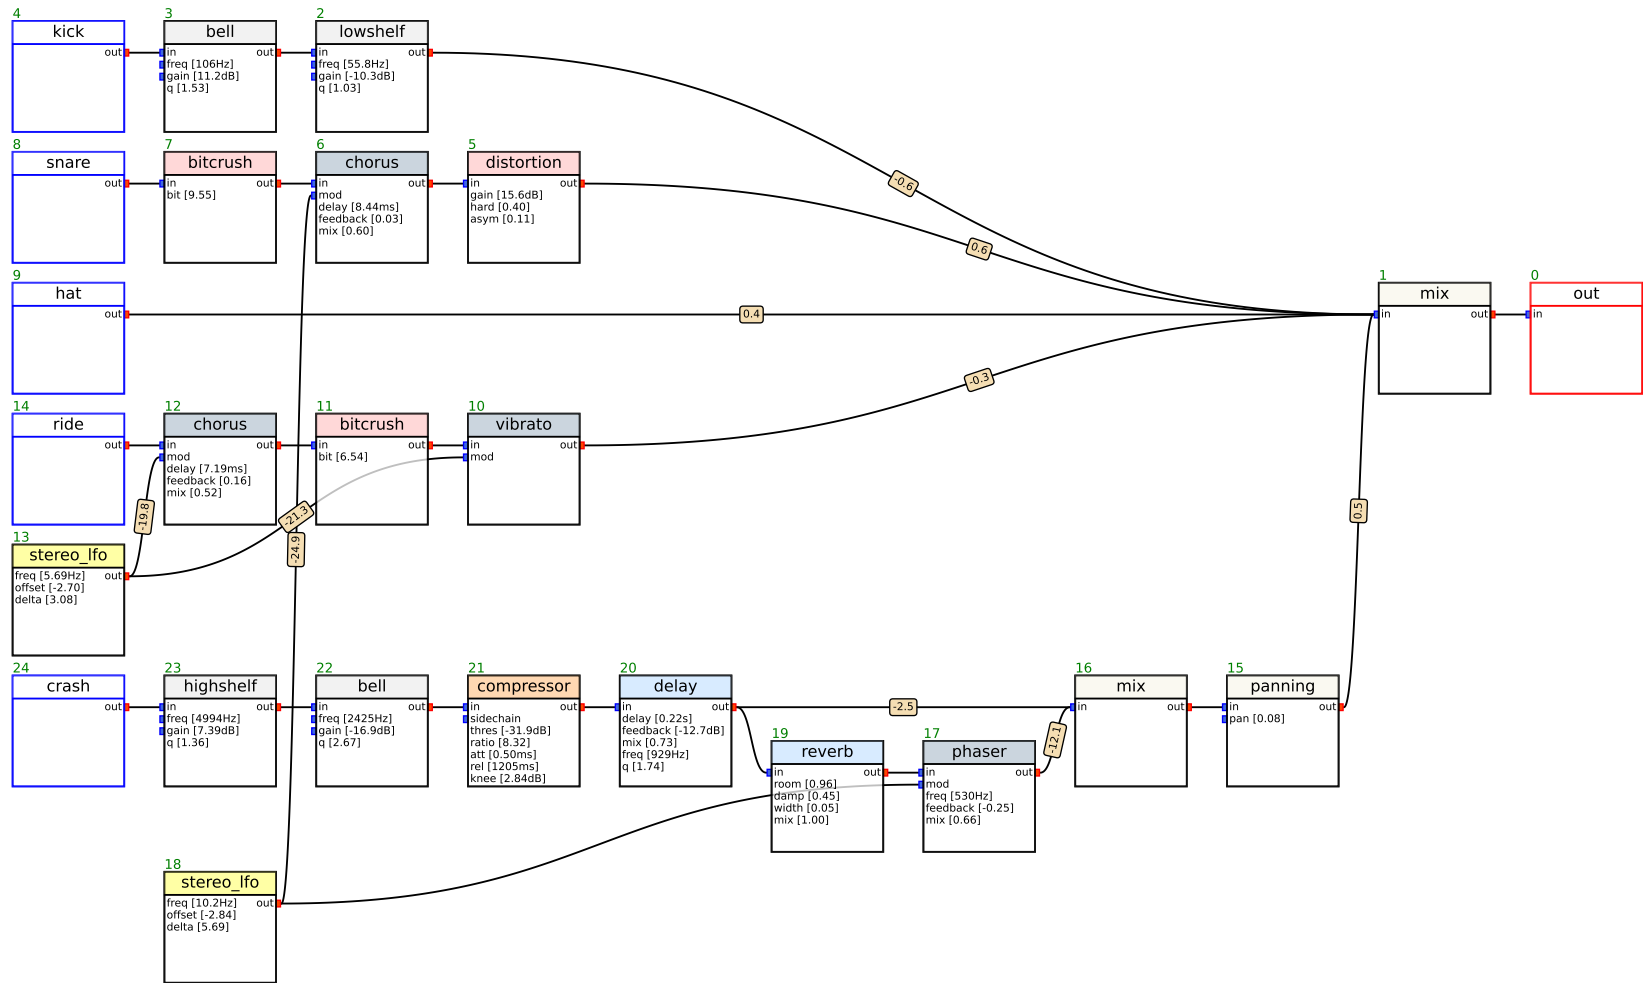 4
kick
out
3
bell
in out
freq [106Hz]
gain [11.2dB]
q [1.53]
2
lowshelf
in out
freq [55.8Hz]
gain [-10.3dB]
q [1.03]
8
snare
out
7
bitcrush
in out
bit [9.55]
6
chorus
in out
mod
delay [8.44ms]
feedback [0.03]
mix [0.60]
5
distortion
in out
gain [15.6dB]
hard [0.40]
asym [0.11]
-0.6
0.6
9
hat
out
0.4
1
mix
in out
0
out
in
14
ride
out
12
chorus
in out
mod
delay [7.19ms]
feedback [0.16]
mix [0.52]
11
bitcrush
in out
bit [6.54]
10
vibrato
in out
mod
-0.3
-19.8
-21.3
-24.9
0.5
13
stereo_lfo
freq [5.69Hz] out
offset [-2.70]
delta [3.08]
24
crash
out
23
highshelf
in out
freq [4994Hz]
gain [7.39dB]
q [1.36]
22
bell
in out
freq [2425Hz]
gain [-16.9dB]
q [2.67]
21
compressor
in out
sidechain
thres [-31.9dB]
ratio [8.32]
att [0.50ms]
rel [1205ms]
knee [2.84dB]
20
delay
in out
delay [0.22s]
feedback [-12.7dB]
mix [0.73]
freq [929Hz]
q [1.74]
-2.5
19
reverb
in out
room [0.96]
damp [0.45]
width [0.05]
mix [1.00]
17
phaser
in out
mod
freq [530Hz]
feedback [-0.25]
mix [0.66]
-12.1
16
mix
in out
15
panning
in out
pan [0.08]
18
stereo_lfo
freq [10.2Hz] out
offset [-2.84]
delta [5.69]